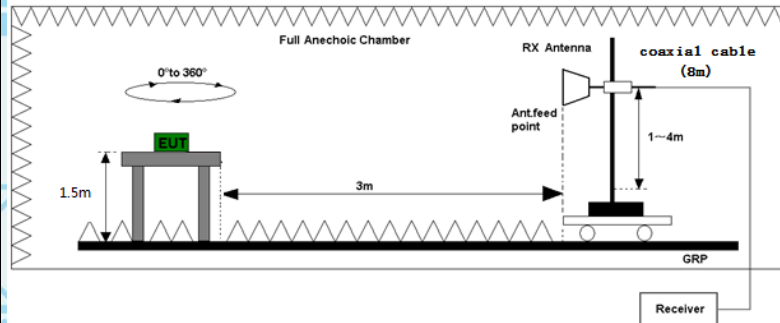 Full Anechoic Chamber
RX Antenna
coaxial cable
(8m)
0°to 360°
Ant.feed
point
EUT
1~4m
1.5m
3m
GRP
Receiver